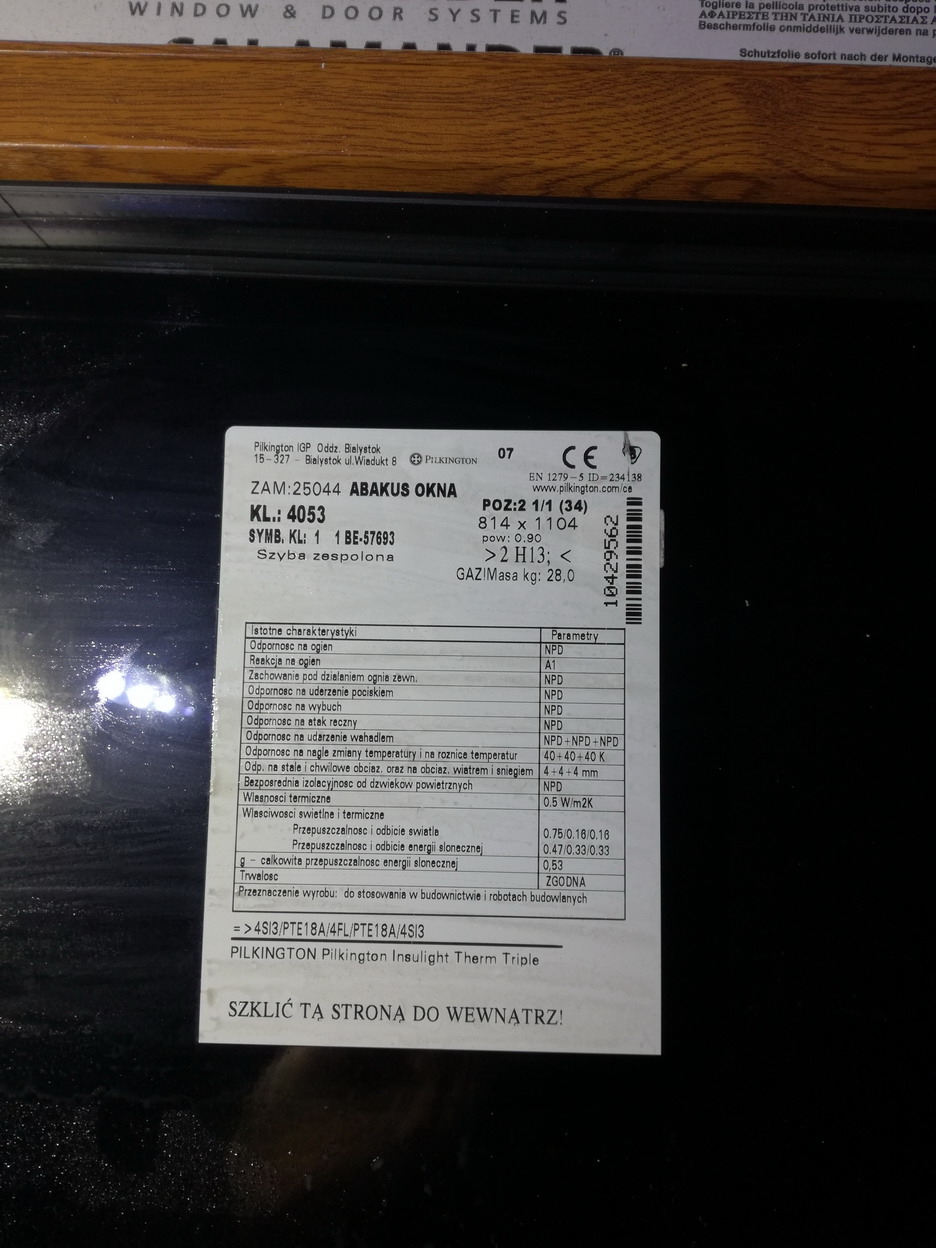 WINDOW & DOOR SYSTEMS
SALAMANDER®
Togliere la pellicola protettiva subito dopo
ΑΦΑΙΡΕΣΤΕ ΤΗΝ ΤΑΙΝΙΑ ΠΡΟΣΤΑΣΙΑΣ
Beschermfolie onmiddellijk verwijderen na
Schutzfolie sofort nach der Montage
Pilkington IGP Oddz. Bialystok
15-327 - Bialystok ul.Wiadukt 8
PILKINGTON
07
CE
EN 1279-5 ID=234138
www.pilkington.com/ce
ZAM:25044 ABAKUS OKNA
KL.: 4053
SYMB. KL: 1 1 BE-57693
Szyba zespolona
POZ:2 1/1 (34)
814 x 1104
pow: 0.90
>2 H13; <
GAZ!Masa kg: 28,0
10429562
Istotne charakterystyki Parametry
Odpornosc na ogien NPD
Reakcja na ogien A1
Zachowanie pod dzialaniem ognia zewn. NPD
Odpornosc na uderzenie pociskiem NPD
Odpornosc na wybuch NPD
Odpornosc na atak reczny NPD
Odpornosc na udarzenie wahadlem NPD+NPD+NPD
Odpornosc na nagle zmiany temperatury i na roznice temperatur 40+40+40 K
Odp. na stale i chwilowe obciaz. oraz na obciaz. wiatrem i sniegiem 4+4+4 mm
Bezposrednia izolacyjnosc od dzwiekow powietrznych NPD
Wlasnosci termiczne 0.5 W/m2K
Wlasciwosci swietlne i termiczne
Przepuszczalnosc i odbicie swiatla 0.75/0.16/0.16
Przepuszczalnosc i odbicie energii slonecznej 0.47/0.33/0.33
g - calkowita przepuszczalnosc energii slonecznej 0,53
Trwalosc ZGODNA
Przeznaczenie wyrobu: do stosowania w budownictwie i robotach budowlanych
=>4SI3/PTE18A/4FL/PTE18A/4SI3
PILKINGTON Pilkington Insulight Therm Triple
SZKLIĆ TĄ STRONĄ DO WEWNĄTRZ!